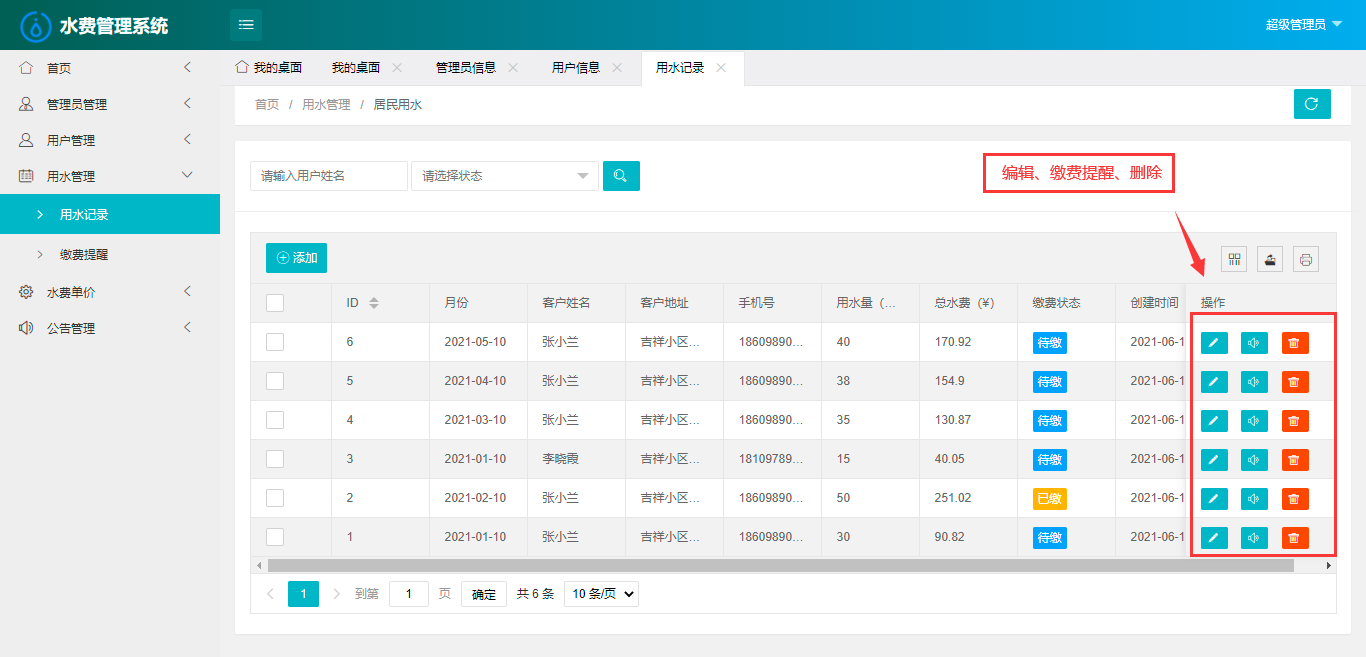 水费管理系统
超级管理员
首页
管理员管理
用户管理
用水管理
用水记录
缴费提醒
水费单价
公告管理
我的桌面 我的桌面 管理员信息 用户信息 用水记录
首页 / 用水管理 / 居民用水
请输入用户姓名 请选择状态
编辑、缴费提醒、删除
添加
ID 月份 客户姓名 客户地址 手机号 用水量（... 总水费（¥） 缴费状态 创建时间 操作
6 2021-05-10 张小兰 吉祥小区... 18609890... 40 170.92 待缴 2021-06-1
5 2021-04-10 张小兰 吉祥小区... 18609890... 38 154.9 待缴 2021-06-1
4 2021-03-10 张小兰 吉祥小区... 18609890... 35 130.87 待缴 2021-06-1
3 2021-01-10 李晓霞 吉祥小区... 18109789... 15 40.05 待缴 2021-06-1
2 2021-02-10 张小兰 吉祥小区... 18609890... 50 251.02 已缴 2021-06-1
1 2021-01-10 张小兰 吉祥小区... 18609890... 30 90.82 待缴 2021-06-1
1 到第 1 页 确定 共 6 条 10 条/页